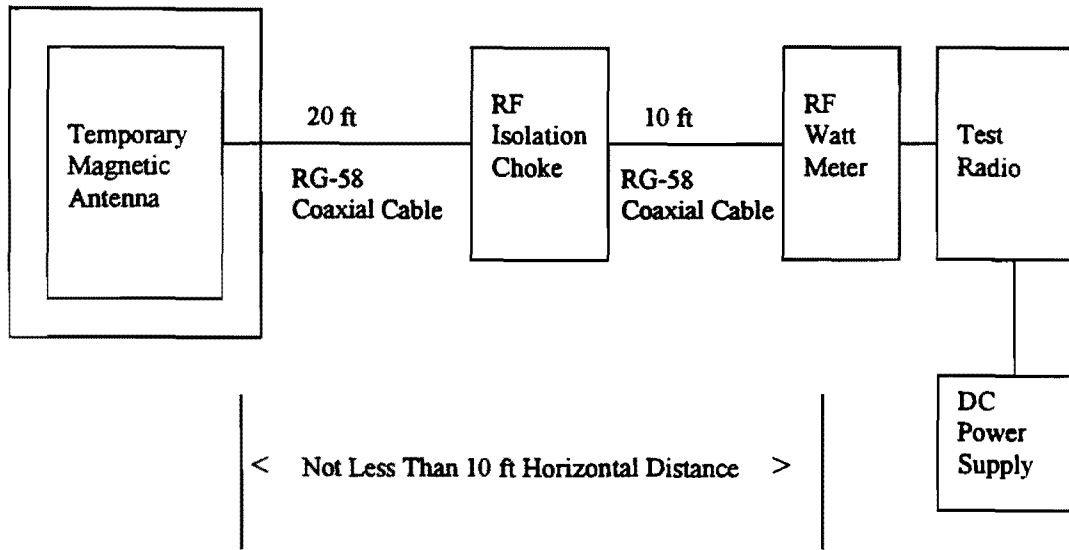 Temporary
Magnetic
Antenna
20 ft
RG-58
Coaxial Cable
RF
Isolation
Choke
10 ft
RG-58
Coaxial Cable
RF
Watt
Meter
Test
Radio
DC
Power
Supply
< Not Less Than 10 ft Horizontal Distance >